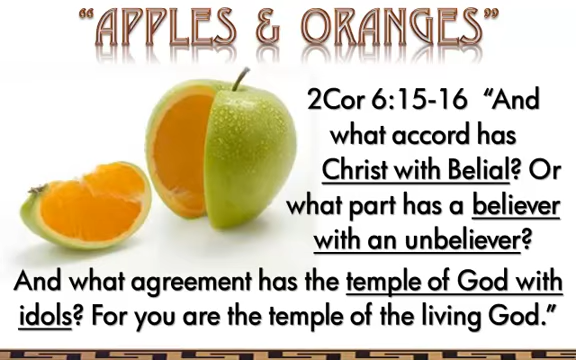 “APPLES & ORANGES”
2Cor 6:15-16  “And
what accord has
Christ with Belial? Or
what part has a believer
with an unbeliever?
And what agreement has the temple of God with
idols? For you are the temple of the living God.”